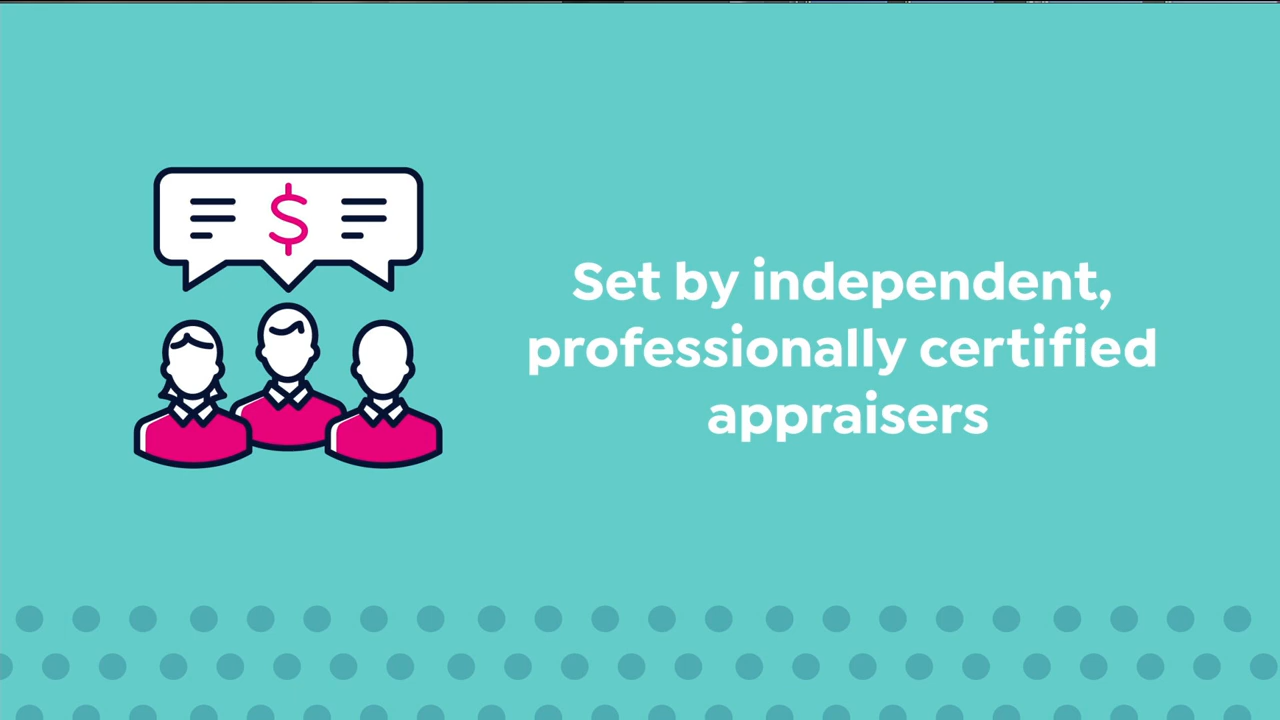 $
Set by independent,
professionally certified
appraisers